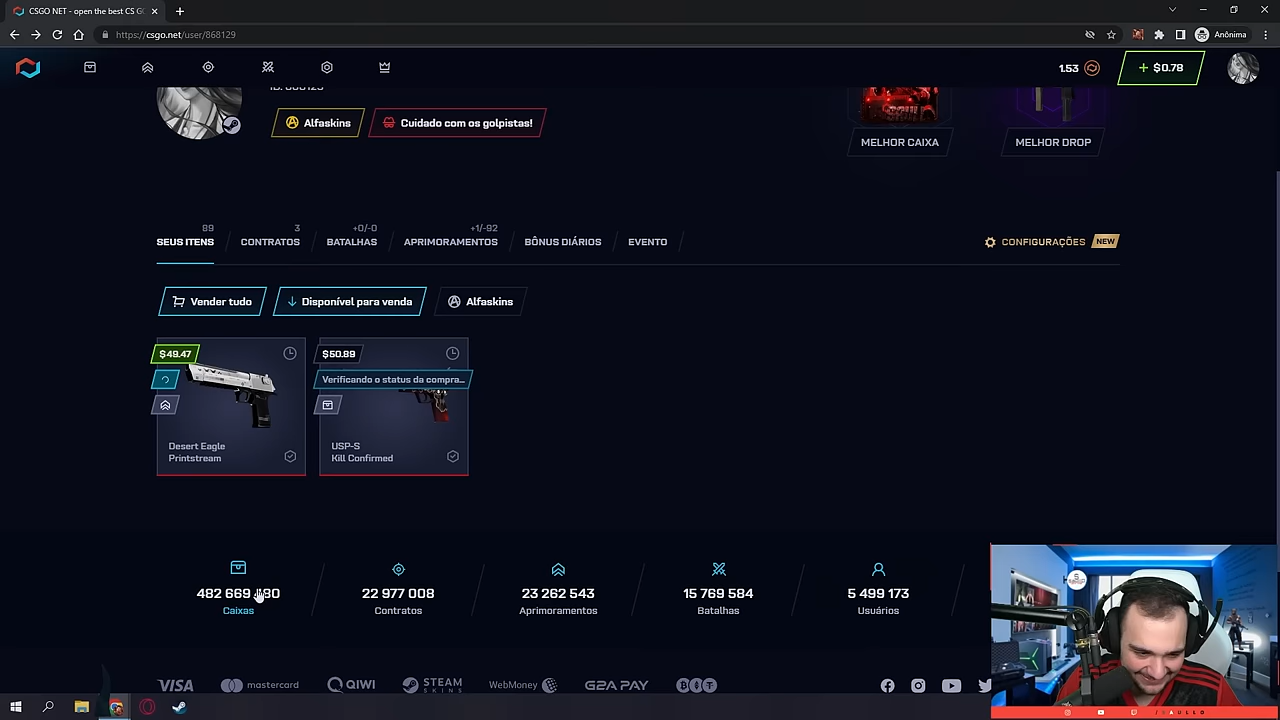 CSGO NET - open the best CS G
https://csgo.net/user/868129
Anônima
1.53
+ $0.78
Alfaskins
Cuidado com os golpistas!
MELHOR CAIXA
MELHOR DROP
89
SEUS ITENS
3
CONTRATOS
+0/-0
BATALHAS
+1/-92
APRIMORAMENTOS
BÔNUS DIÁRIOS
EVENTO
CONFIGURAÇÕES
NEW
Vender tudo
Disponível para venda
Alfaskins
$49.47
Desert Eagle
Printstream
$50.89
Verificando o status da compra...
USP-S
Kill Confirmed
482 669
Caixas
22 977 008
Contratos
23 262 543
Aprimoramentos
15 769 584
Batalhas
5 499 173
Usuários
VISA
mastercard
QIWI
STEAM
SKINS
WebMoney
G2A PAY